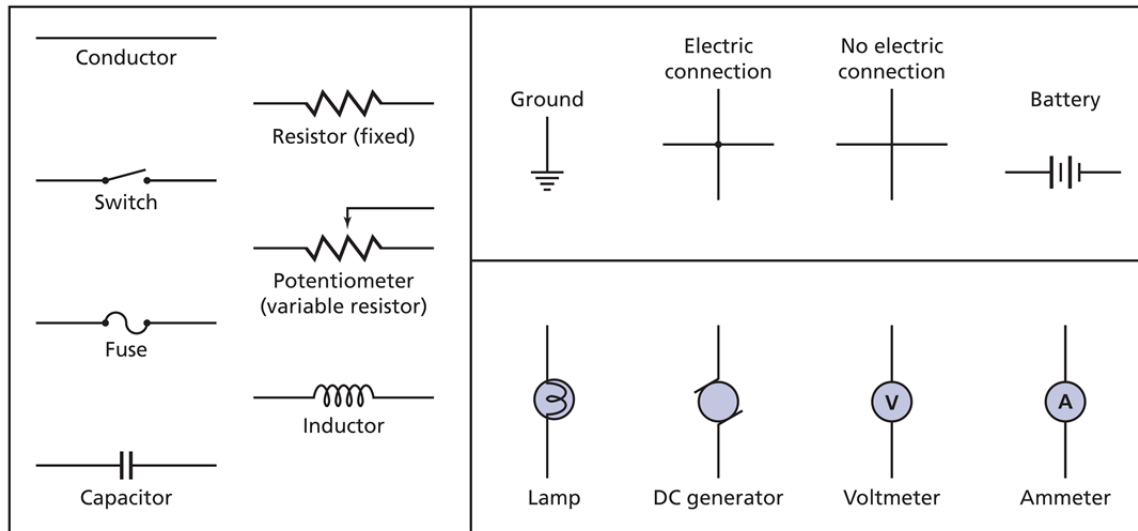 Conductor
Switch
Fuse
Capacitor
Resistor (fixed)
Potentiometer
(variable resistor)
Inductor
Ground
Electric
connection
No electric
connection
Battery
Lamp
DC generator
V
Voltmeter
A
Ammeter